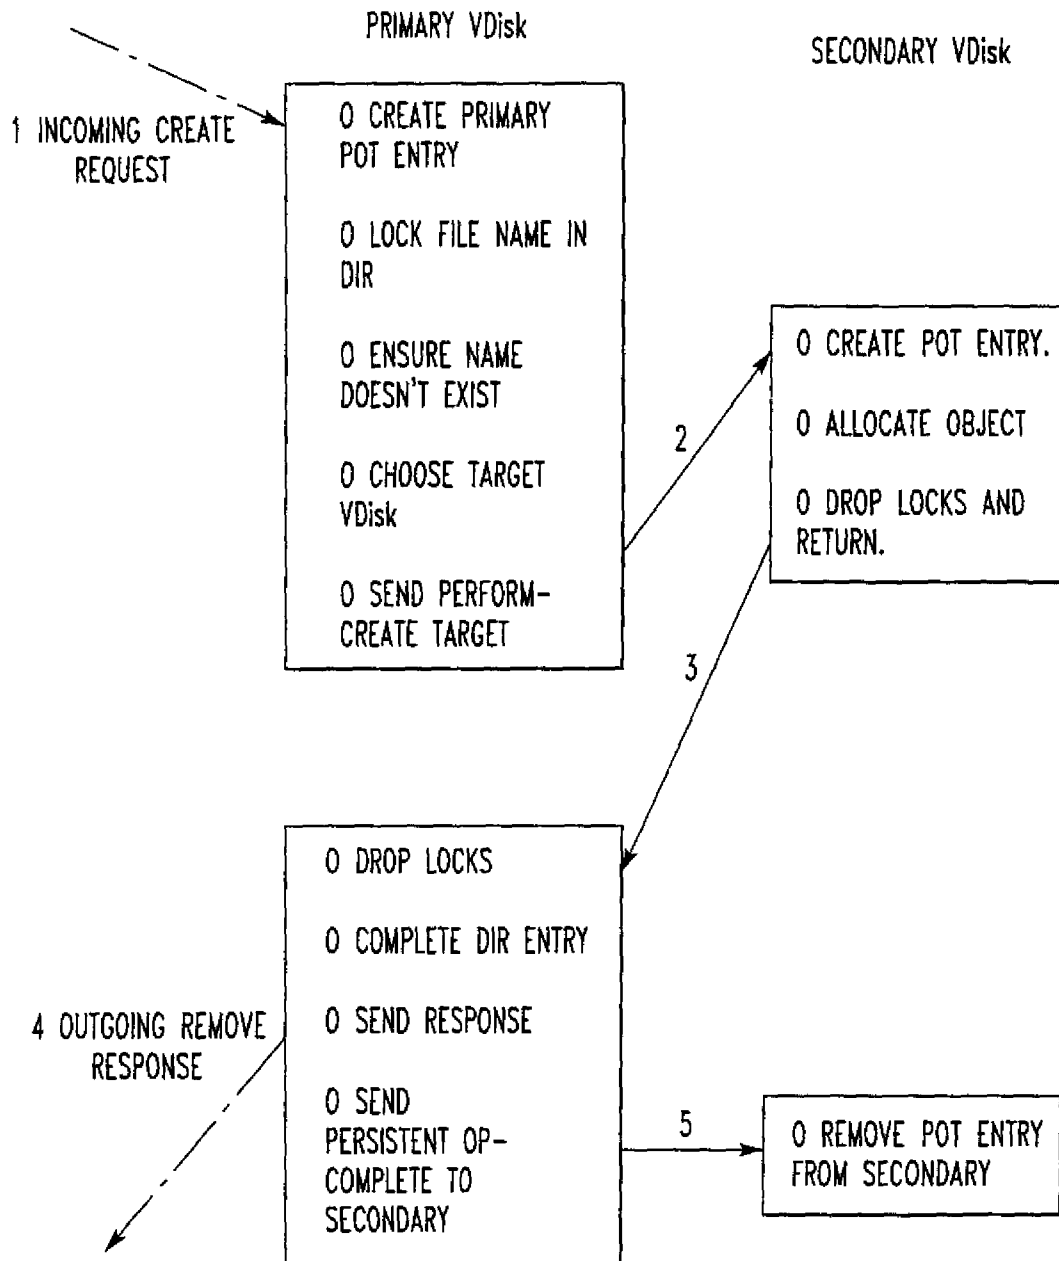 PRIMARY VDisk
SECONDARY VDisk
1 INCOMING CREATE
REQUEST
O CREATE PRIMARY
POT ENTRY
O LOCK FILE NAME IN
DIR
O ENSURE NAME
DOESN'T EXIST
O CHOOSE TARGET
VDisk
O SEND PERFORM-
CREATE TARGET
2
O CREATE POT ENTRY.
O ALLOCATE OBJECT
O DROP LOCKS AND
RETURN.
3
O DROP LOCKS
O COMPLETE DIR ENTRY
O SEND RESPONSE
O SEND
PERSISTENT OP-
COMPLETE TO
SECONDARY
4 OUTGOING REMOVE
RESPONSE
5
O REMOVE POT ENTRY
FROM SECONDARY